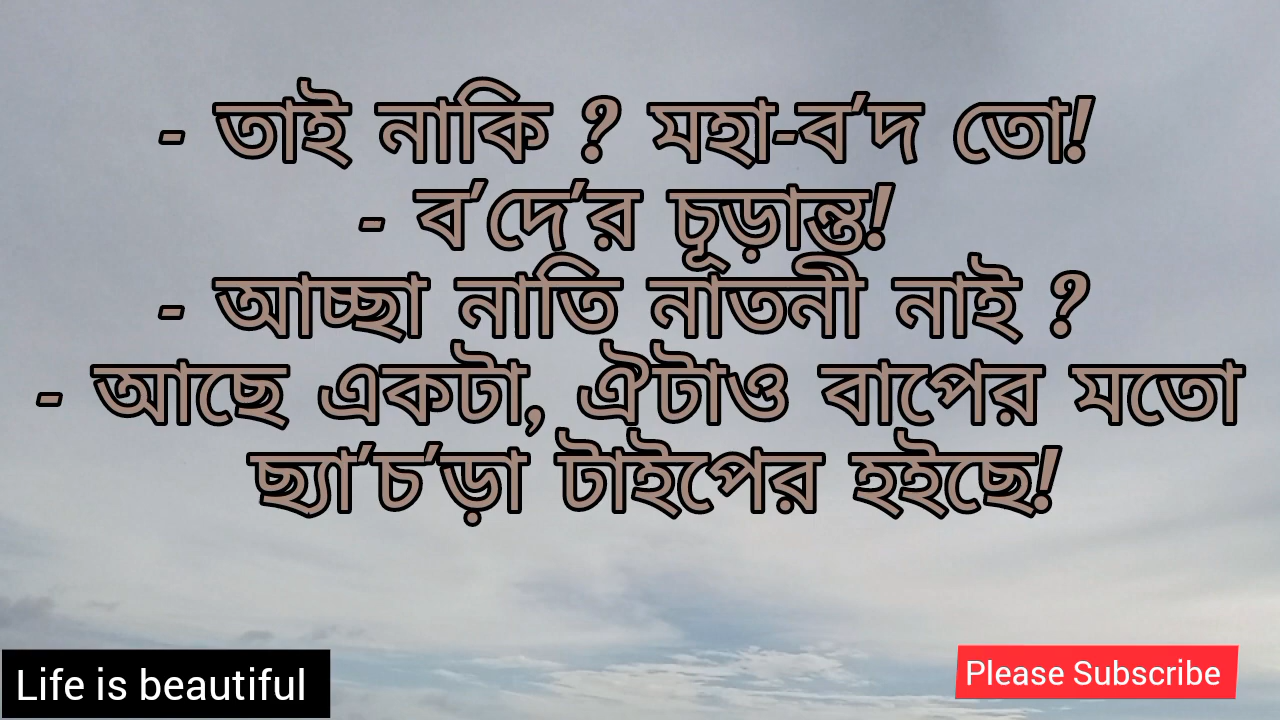 - তাই নাকি ? মহা-ব'দ তো!
- ব'দে'র চূড়ান্ত!
- আচ্ছা নাতি নাতনী নাই ?
- আছে একটা, ঐটাও বাপের মতো
ছ্যা'চ'ড়া টাইপের হইছে!
Life is beautiful
Please Subscribe